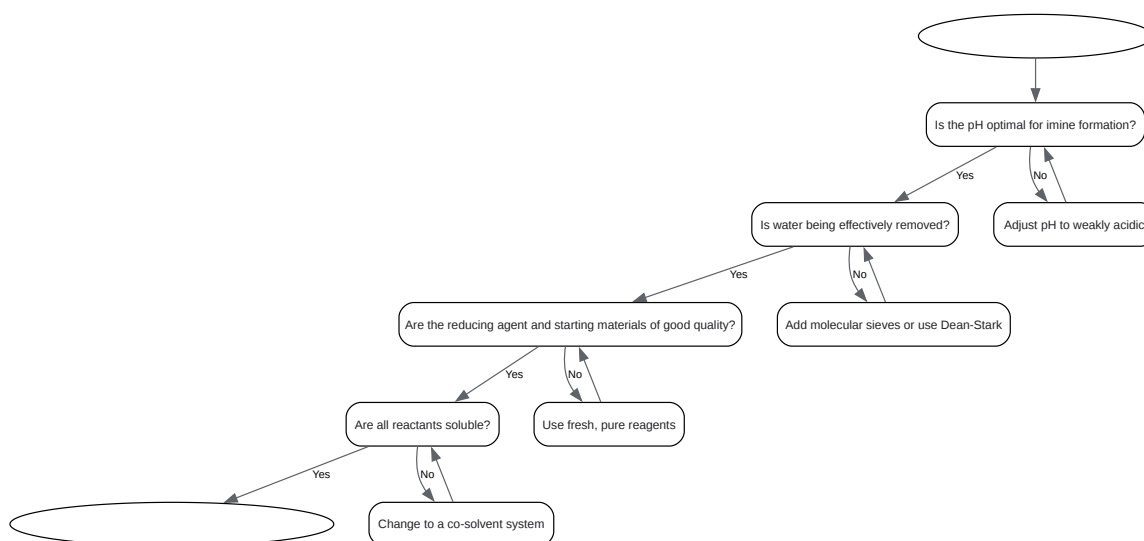 Is the pH optimal for imine formation?
Yes
No
Is water being effectively removed?
Adjust pH to weakly acidic
Yes
No
Are the reducing agent and starting materials of good quality?
Add molecular sieves or use Dean-Stark
Yes
No
Are all reactants soluble?
Use fresh, pure reagents
Yes
No
Change to a co-solvent system